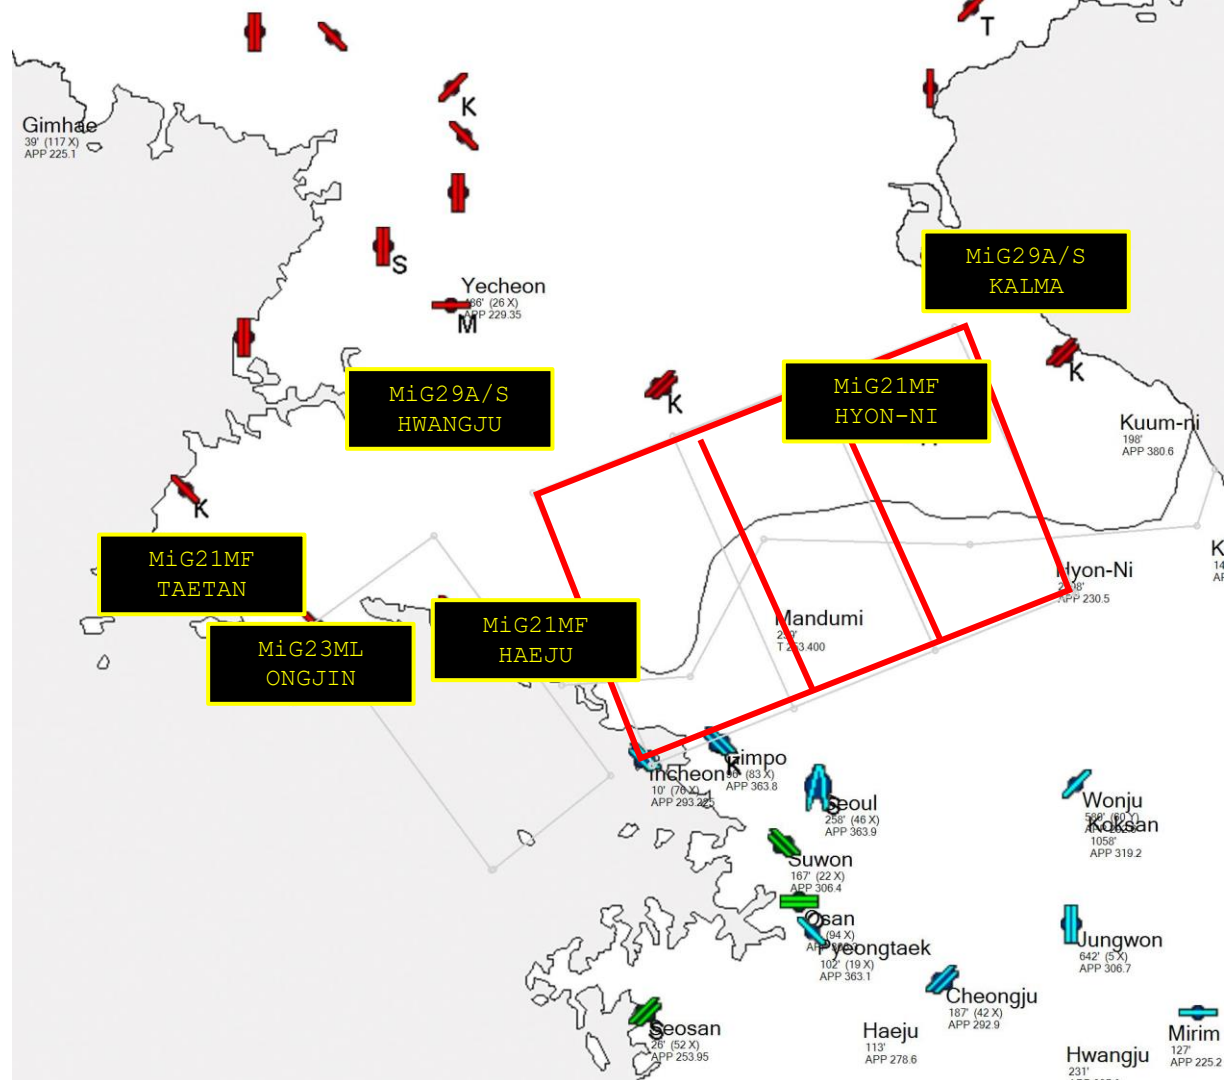 T
K
Gimhae
39' (117 X)
APP 225.1
S
MiG29A/S
KALMA
Yecheon
(26 X)
APP 229.35
M
K
MiG29A/S
HWANGJU
K
MiG21MF
HYON-NI
Kuum-ni
198'
APP 380.6
K
MiG21MF
TAETAN
Hyon-Ni
APP 230.5
MiG21MF
HAEJU
Mandumi
MiG23ML
ONGJIN
Gimpo
(83 X)
APP 363.8
K
Incheon
10' (76 X)
APP 293.225
Seoul
258' (46 X)
APP 363.9
Wonju
Koksan
1058'
APP 319.2
Suwon
167' (22 X)
APP 306.4
Osan
(94 X)
Pyeongtaek
102' (19 X)
APP 363.1
Jungwon
642' (5 X)
APP 306.7
Cheongju
187' (42 X)
APP 292.9
Seosan
26' (52 X)
APP 253.95
Haeju
113'
APP 278.6
Mirim
127'
APP 225.2
Hwangju
231'